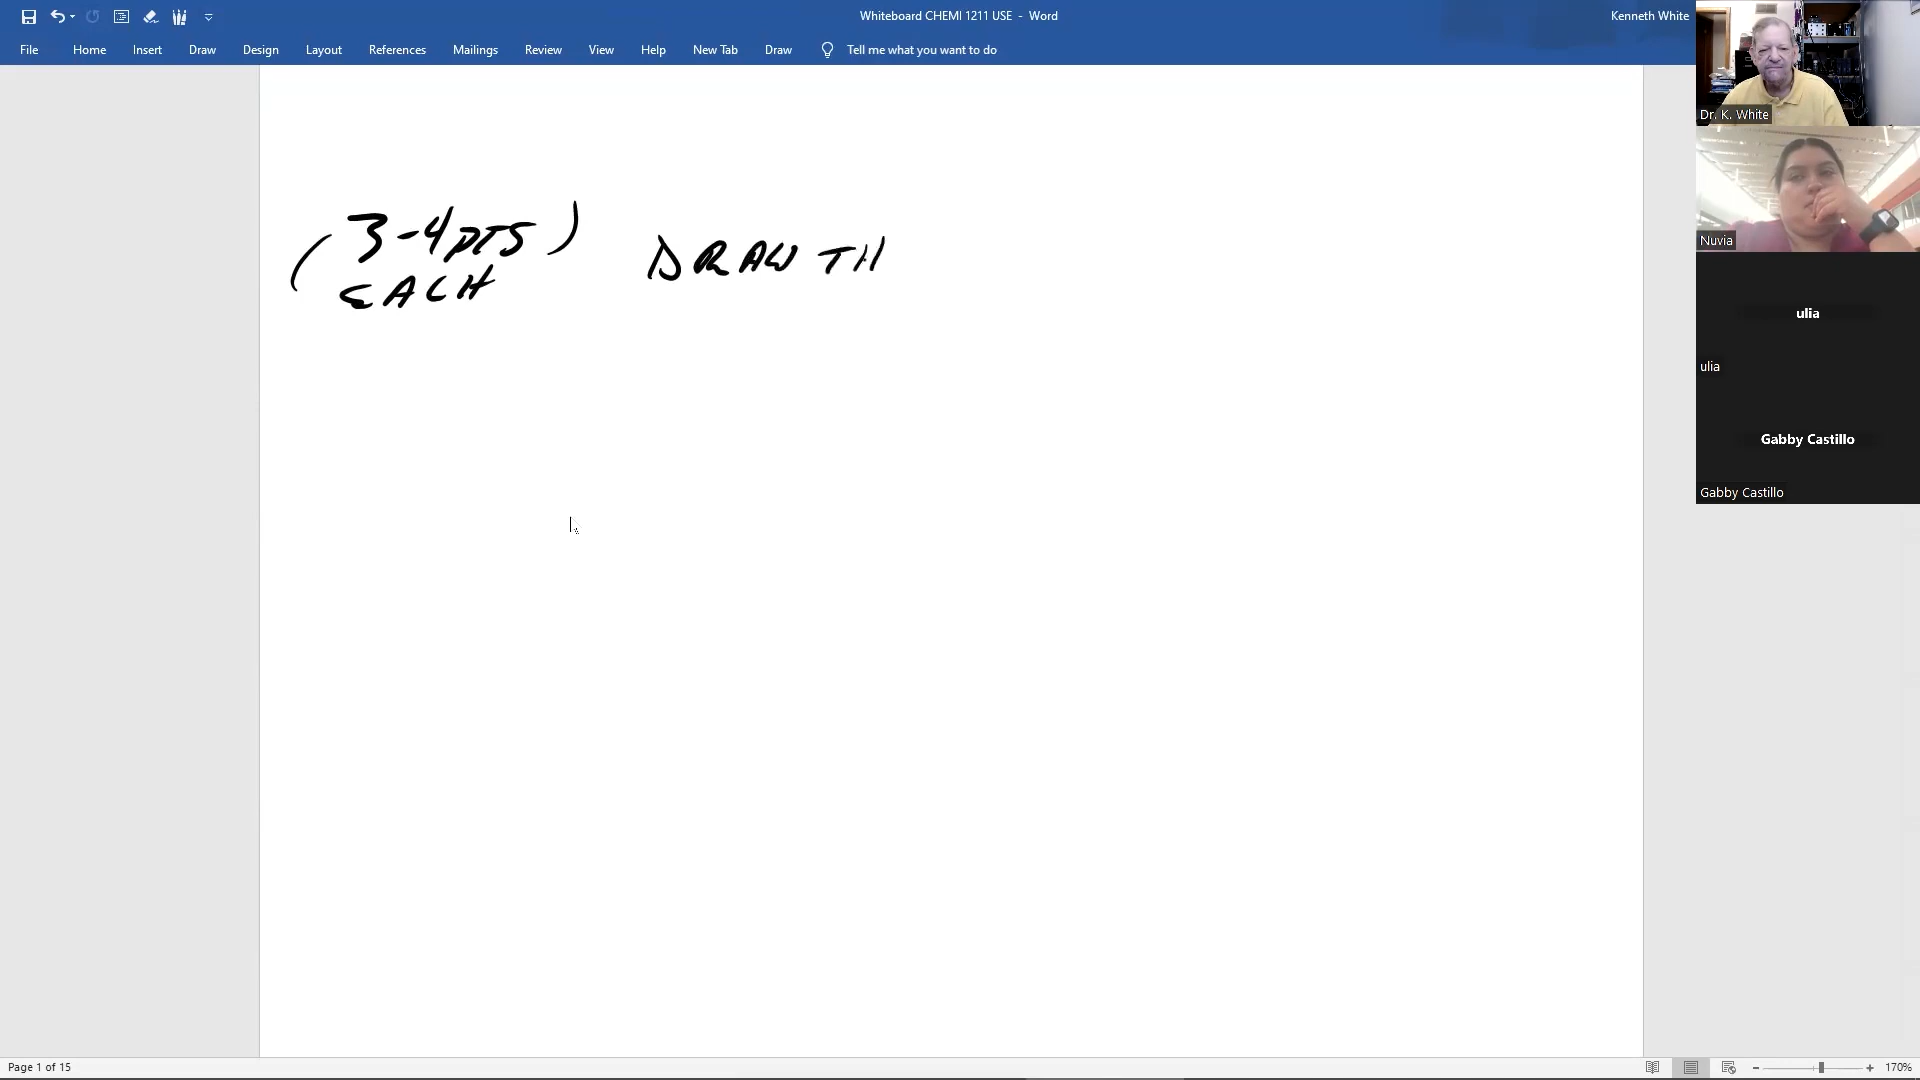 Whiteboard CHEMI 1211 USE - Word
Kenneth White
File Home Insert Draw Design Layout References Mailings Review View Help New Tab Draw Tell me what you want to do
Dr. K. White
Nuvia
ulia
ulia
Gabby Castillo
Gabby Castillo
(3-4 PTS) DRAW TH
EACH
Page 1 of 15
170%